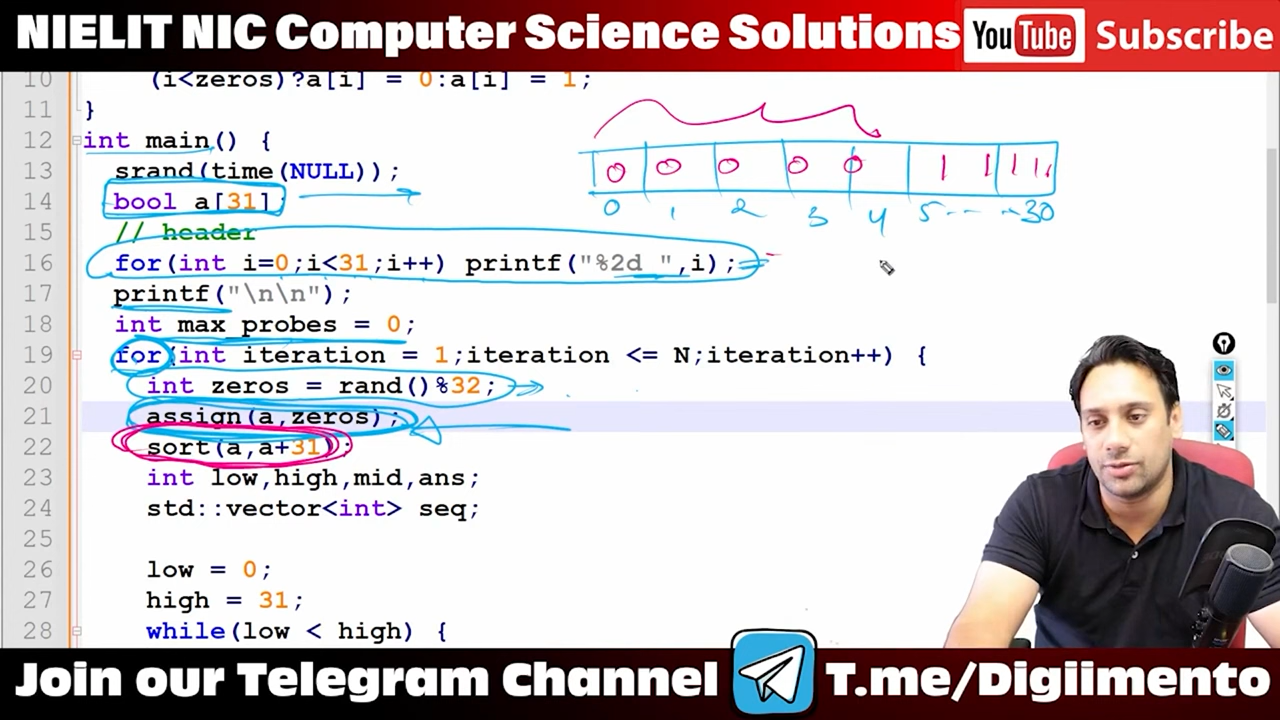 NIELIT NIC Computer Science Solutions YouTube Subscribe
10 (i<zeros)?a[i] = 0:a[i] = 1;
11 }
12 int main() {
13 srand(time(NULL));
14 bool a[31];
15 // header
16 for(int i=0;i<31;i++) printf("%2d ",i);
17 printf("\n\n");
18 int max_probes = 0;
19 for(int iteration = 1;iteration <= N;iteration++) {
20 int zeros = rand()%32;
21 assign(a,zeros);
22 sort(a,a+31);
23 int low,high,mid,ans;
24 std::vector<int> seq;
25
26 low = 0;
27 high = 31;
28 while(low < high) {
0 0 0 0 0 1 1 1 1 1
0 1 2 3 4 5 - - - - 30
Join our Telegram Channel T.me/Digiimento